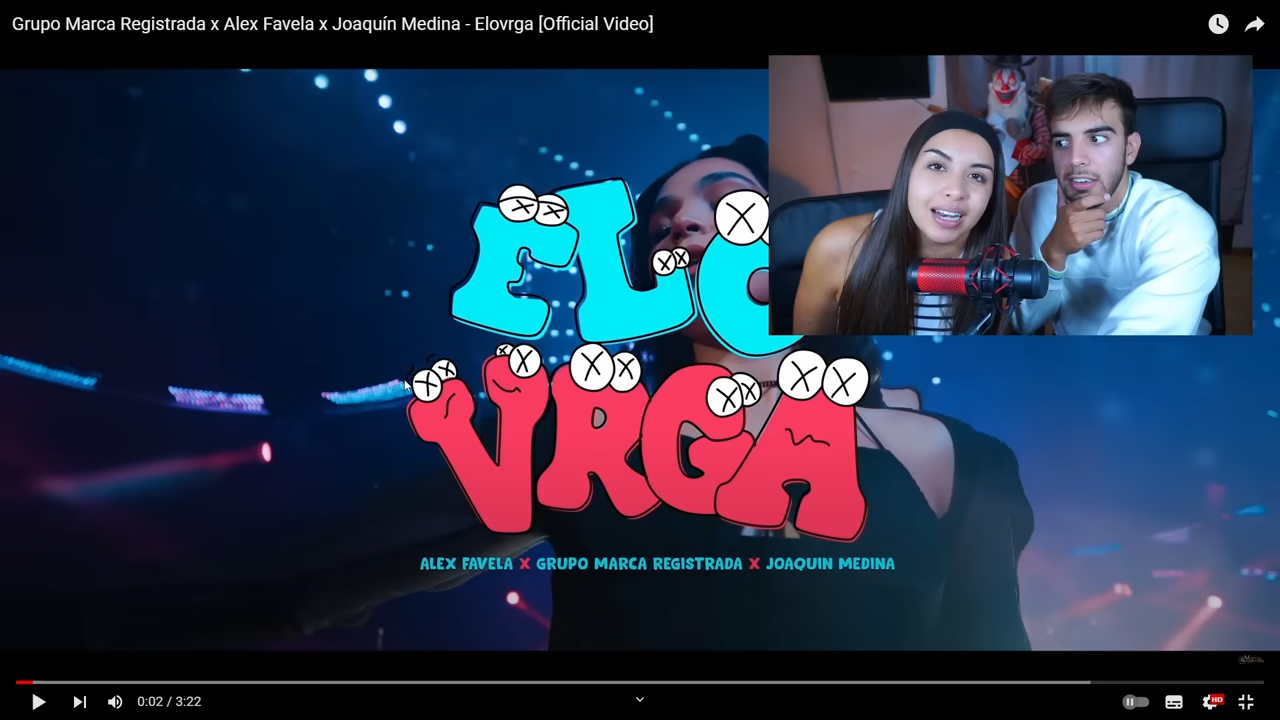 Grupo Marca Registrada x Alex Favela x Joaquín Medina - Elovrga [Official Video]
ELO
VRGA
ALEX FAVELA X GRUPO MARCA REGISTRADA X JOAQUIN MEDINA
0:02 / 3:22
HD